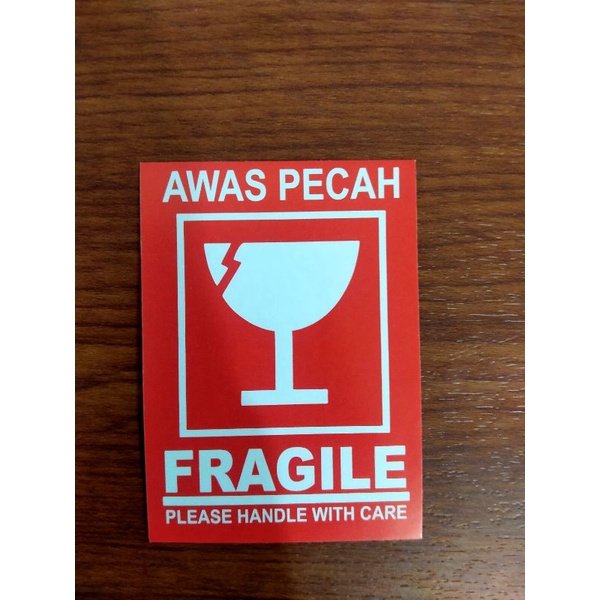 AWAS PECAH
FRAGILE
PLEASE HANDLE WITH CARE